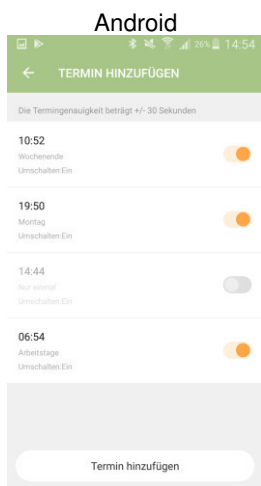 Android
26% 14:54
TERMIN HINZUFÜGEN
Die Termingenauigkeit beträgt +/- 30 Sekunden
10:52
Wochenende
Umschalten:Ein
19:50
Montag
Umschalten:Ein
14:44
Nur einmal
Umschalten:Ein
06:54
Arbeitstage
Umschalten:Ein
Termin hinzufügen